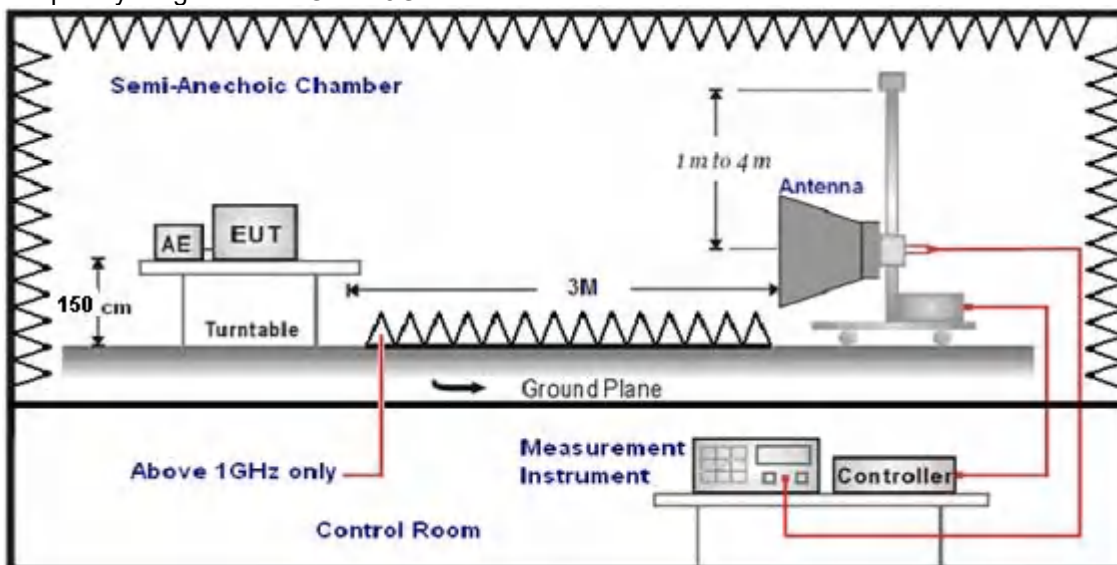 Semi-Anechoic Chamber
1 m to 4 m
Antenna
AE
EUT
150 cm
3M
Turntable
Ground Plane
Above 1GHz only
Measurement
Instrument
Controller
Control Room